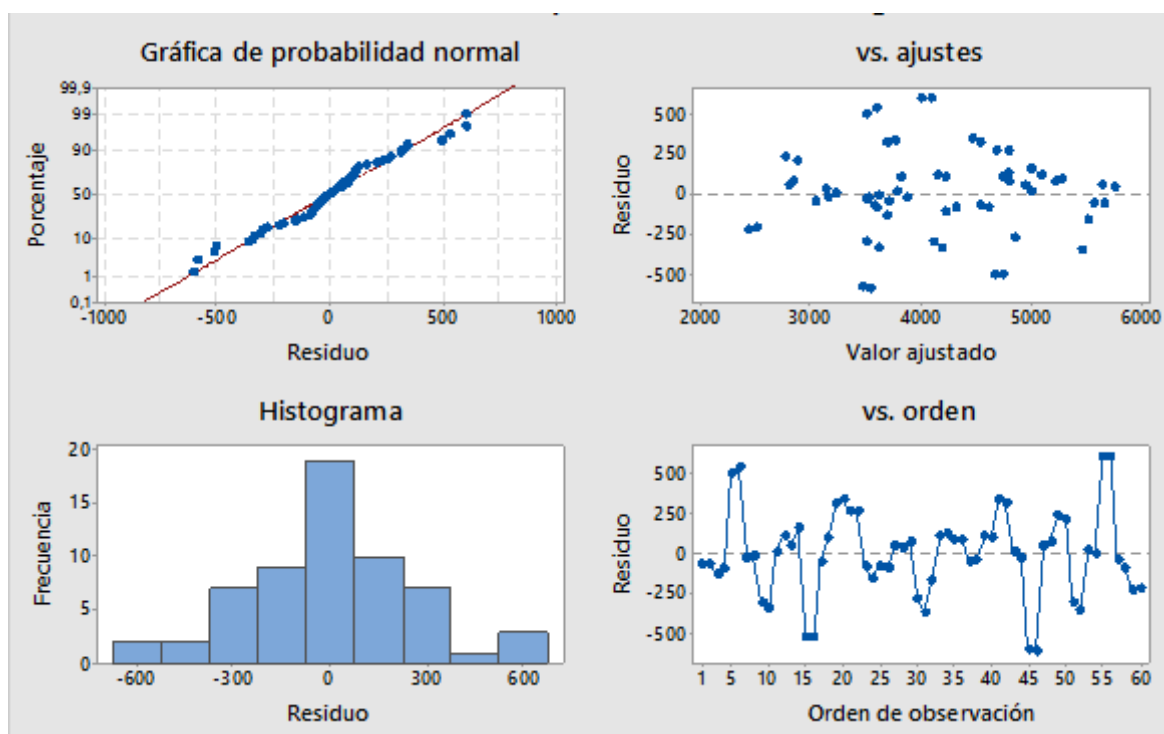 Gráfica de probabilidad normal
99,9
99
90
50
10
1
0,1
Porcentaje
-1000 -500 0 500 1000
Residuo
vs. ajustes
500
250
0
-250
-500
Residuo
2000 3000 4000 5000 6000
Valor ajustado
Histograma
20
15
10
5
0
Frecuencia
-600 -300 0 300 600
Residuo
vs. orden
500
250
0
-250
-500
Residuo
1 5 10 15 20 25 30 35 40 45 50 55 60
Orden de observación